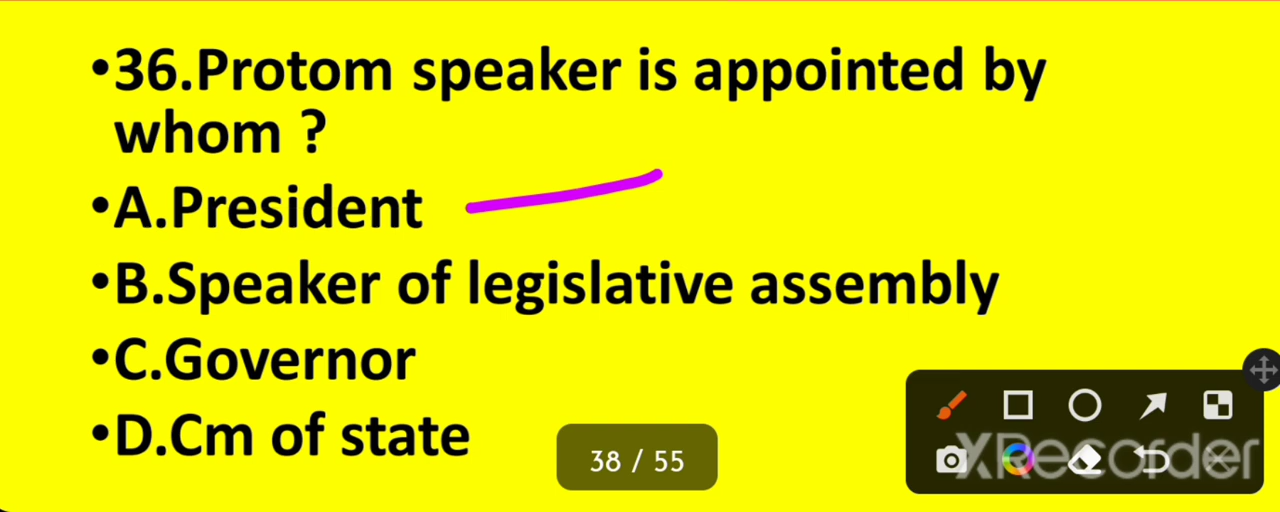 •36.Protom speaker is appointed by
whom ?
•A.President
•B.Speaker of legislative assembly
•C.Governor
•D.Cm of state
38 / 55
XRecorder